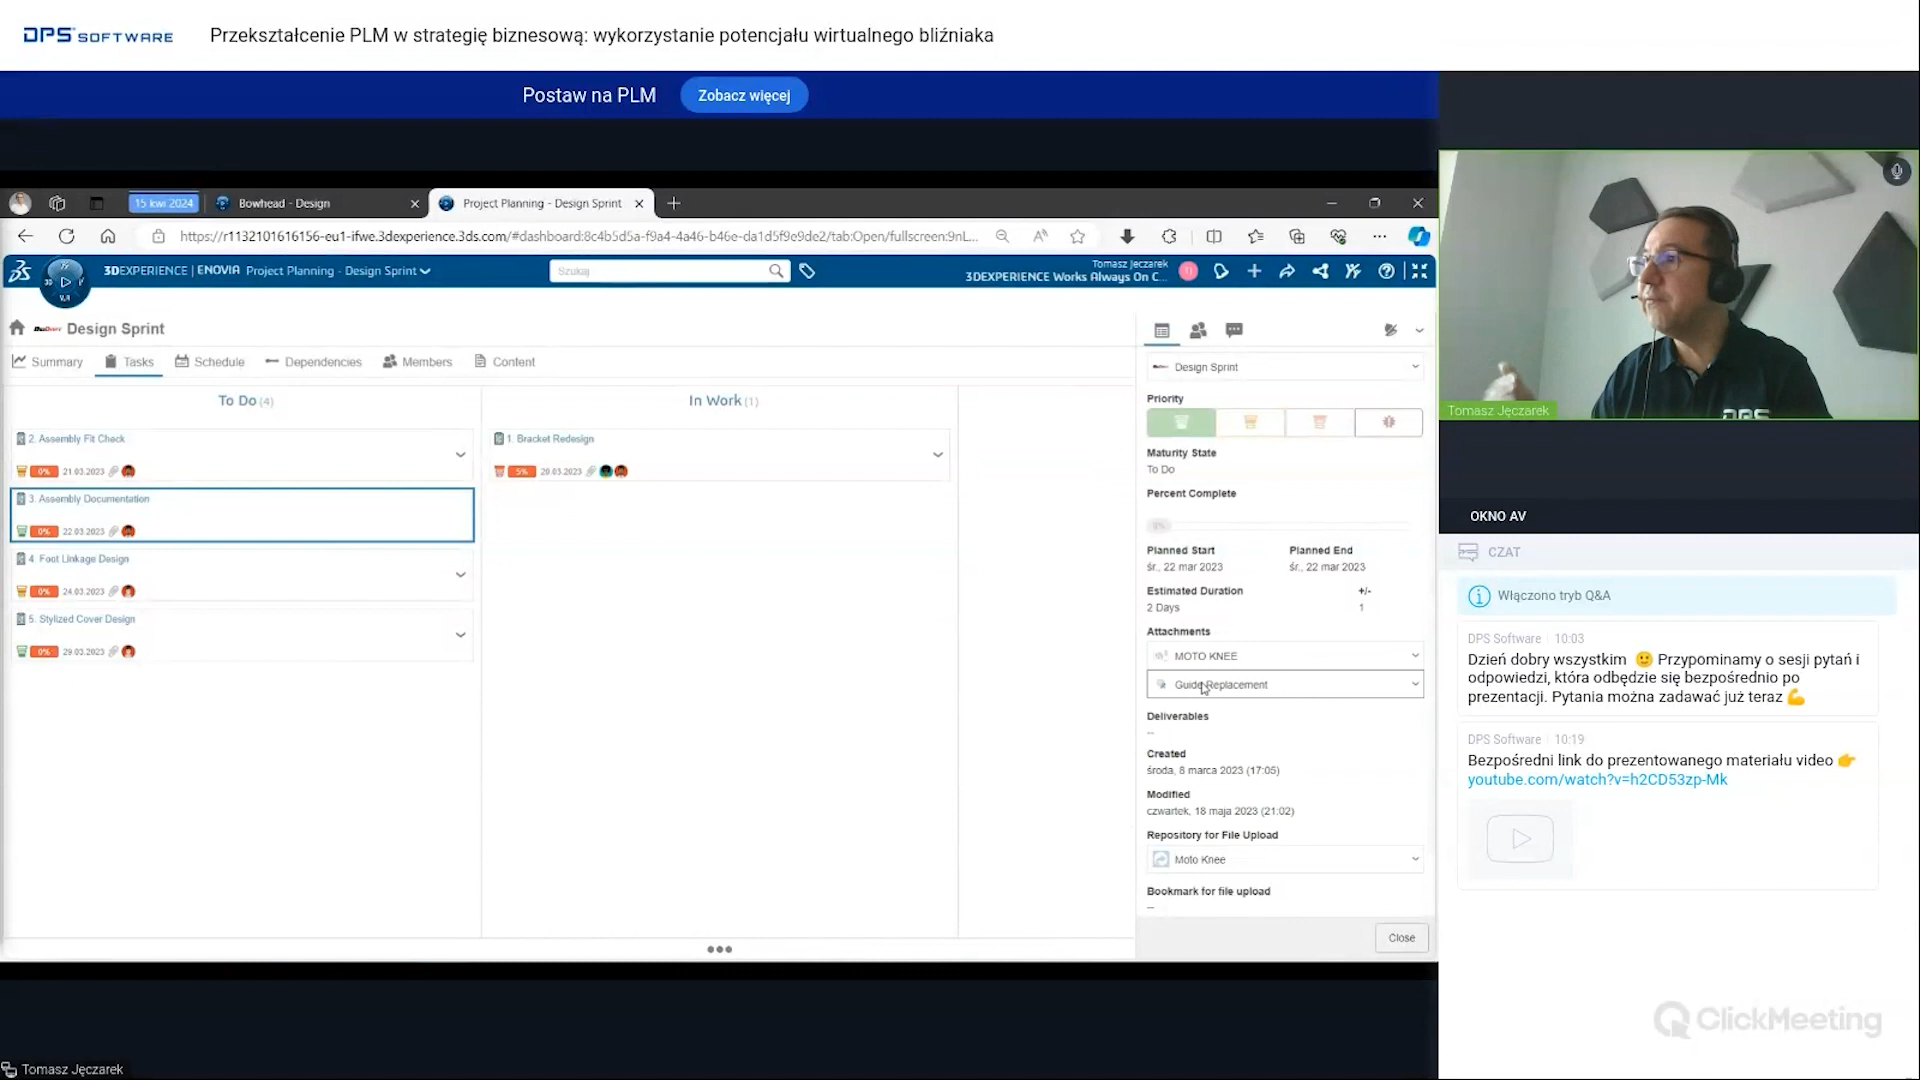 DPS SOFTWARE
Przekształcenie PLM w strategię biznesową: wykorzystanie potencjału wirtualnego bliźniaka
Postaw na PLM
Zobacz więcej
15 kwi 2024
Bowhead - Design
Project Planning - Design Sprint
https://r1132101616156-eu1-ifwe.3dexperience.3ds.com/#dashboard:8c4b5d5a-f9a4-4a46-b46e-da1d5f9e9de2/tab:Open/fullscreen:9nL...
3DEXPERIENCE | ENOVIA Project Planning - Design Sprint
Szukaj
Tomasz Jęczarek
3DEXPERIENCE Works Always On C...
Design Sprint
Summary
Tasks
Schedule
Dependencies
Members
Content
To Do (4)
2. Assembly Fit Check
0% 21.03.2023
3. Assembly Documentation
0% 22.03.2023
4. Foot Linkage Design
0% 24.03.2023
5. Stylized Cover Design
0% 29.03.2023
In Work (1)
1. Bracket Redesign
5% 20.03.2023
Design Sprint
Priority
Maturity State
To Do
Percent Complete
0%
Planned Start Planned End
śr., 22 mar 2023 śr., 22 mar 2023
Estimated Duration +/-
2 Days 1
Attachments
MOTO KNEE
Guide Replacement
Deliverables
--
Created
środa, 8 marca 2023 (17:05)
Modified
czwartek, 18 maja 2023 (21:02)
Repository for File Upload
Moto Knee
Bookmark for file upload
--
Close
Tomasz Jęczarek
DPS
Tomasz Jęczarek
OKNO AV
CZAT
Włączono tryb Q&A
DPS Software 10:03
Dzień dobry wszystkim 🙂 Przypominamy o sesji pytań i
odpowiedzi, która odbędzie się bezpośrednio po
prezentacji. Pytania można zadawać już teraz 💪
DPS Software 10:19
Bezpośredni link do prezentowanego materiału video 👉
youtube.com/watch?v=h2CD53zp-Mk
ClickMeeting